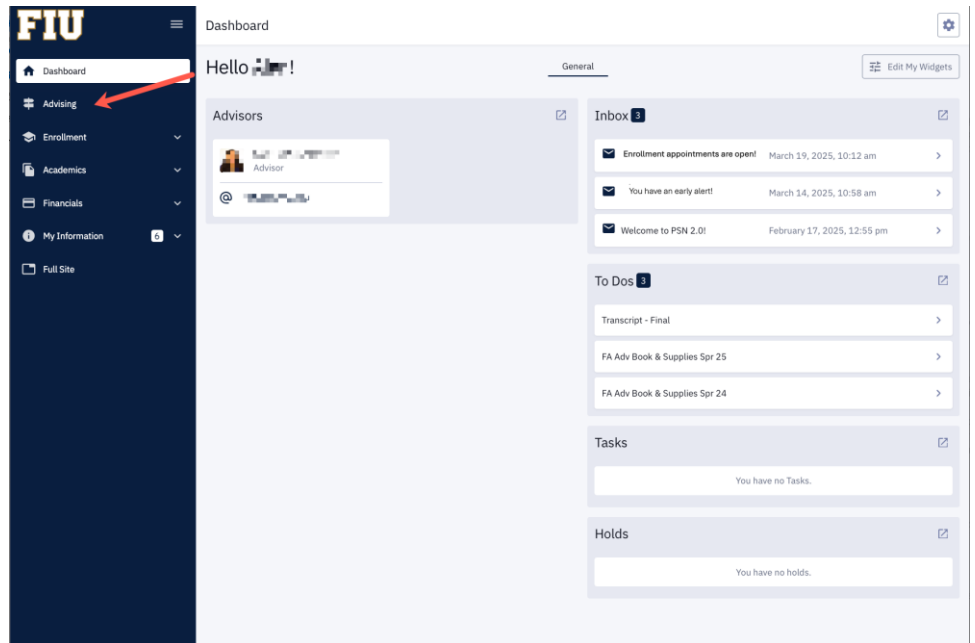 FIU
Dashboard
Advising
Enrollment
Academics
Financials
My Information 6
Full Site
Dashboard
Hello !
General
Edit My Widgets
Advisors
Advisor
@
Inbox 3
Enrollment appointments are open! March 19, 2025, 10:12 am
You have an early alert! March 14, 2025, 10:58 am
Welcome to PSN 2.0! February 17, 2025, 12:55 pm
To Dos 3
Transcript - Final
FA Adv Book & Supplies Spr 25
FA Adv Book & Supplies Spr 24
Tasks
You have no Tasks.
Holds
You have no holds.